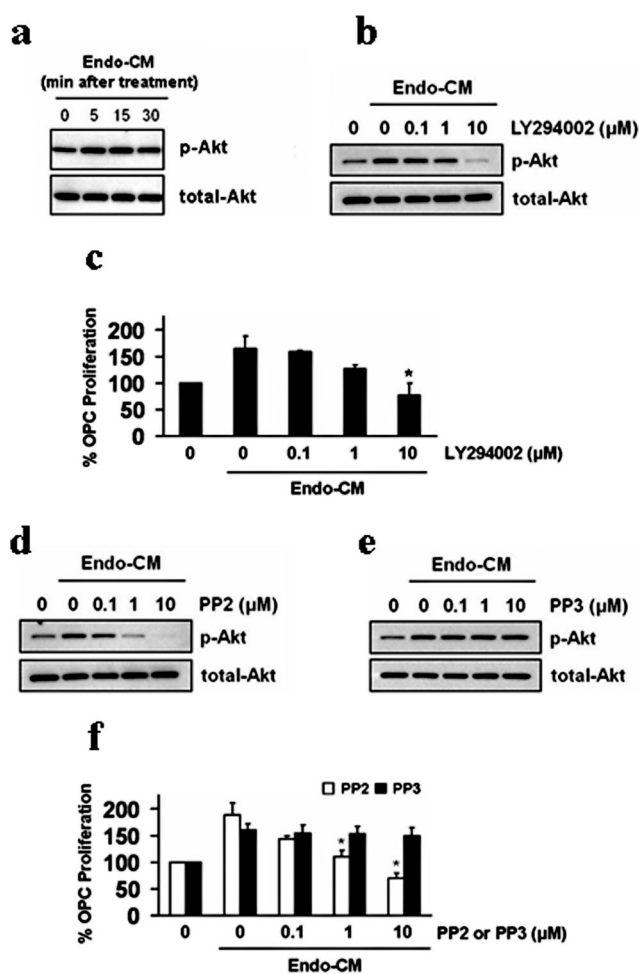 a
Endo-CM
(min after treatment)
0 5 15 30
p-Akt
total-Akt
b
Endo-CM
0 0 0.1 1 10 LY294002 (μM)
p-Akt
total-Akt
c
% OPC Proliferation
200
150
100
50
0
*
0 0 0.1 1 10 LY294002 (μM)
Endo-CM
d
Endo-CM
0 0 0.1 1 10 PP2 (μM)
p-Akt
total-Akt
e
Endo-CM
0 0 0.1 1 10 PP3 (μM)
p-Akt
total-Akt
f
PP2 PP3
% OPC Proliferation
200
150
100
50
0
* *
0 0 0.1 1 10 PP2 or PP3 (μM)
Endo-CM